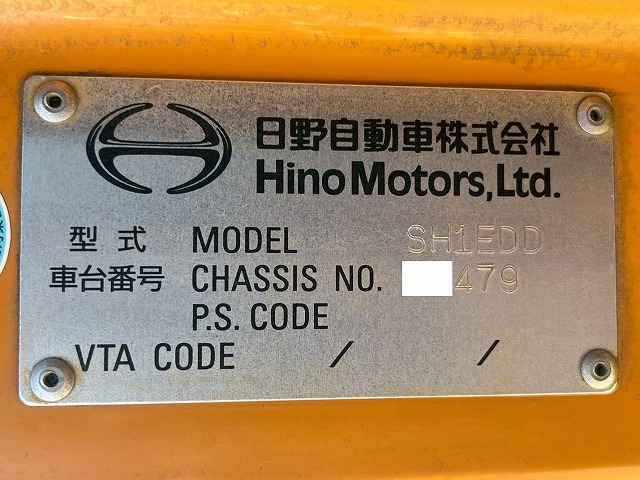 日野自動車株式会社
Hino Motors, Ltd.
型式 MODEL SH1EDD
車台番号 CHASSIS NO. 479
P.S. CODE
VTA CODE / /